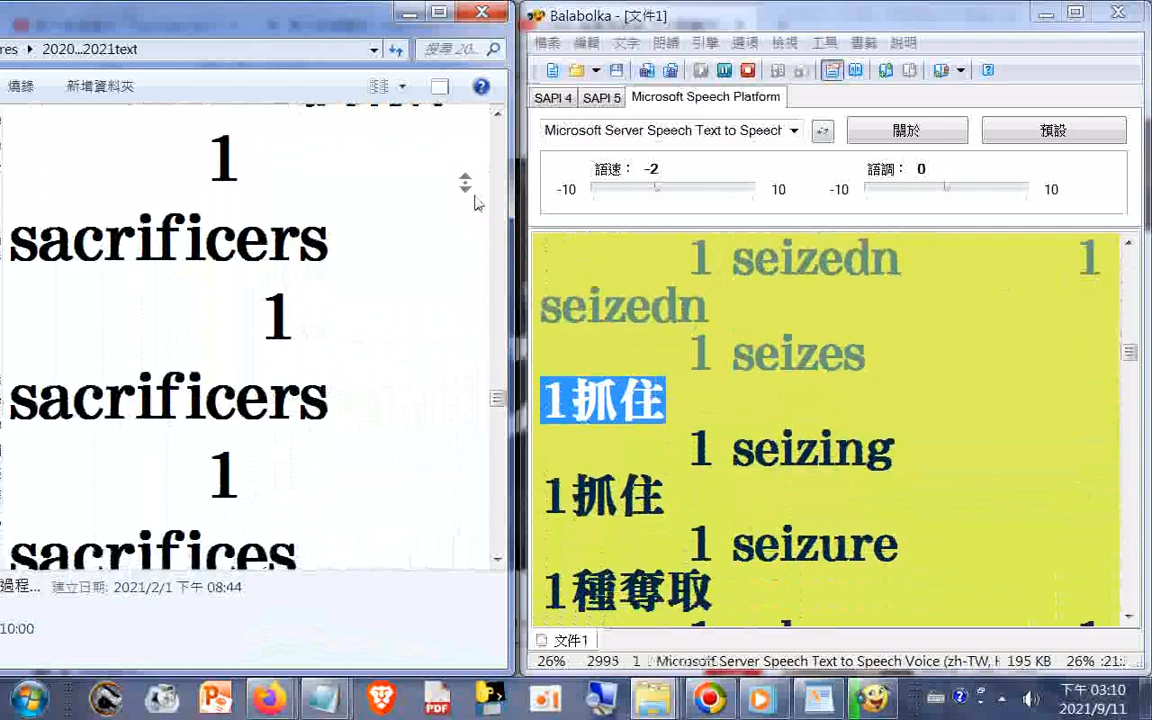 res ▸ 2020...2021text
搜尋 20...
燒錄 新增資料夾
1
sacrificers
1
sacrificers
1
sacrifices
過程... 建立日期: 2021/2/1 下午 08:44
10:00
Balabolka - [文件1]
檔案 編輯 文字 朗讀 引擎 選項 檢視 工具 書籤 說明
SAPI 4 SAPI 5 Microsoft Speech Platform
Microsoft Server Speech Text to Speech
關於 預設
語速： -2 語調： 0
-10 10 -10 10
1 seizedn 1
seizedn
1 seizes
1抓住
1 seizing
1抓住
1 seizure
1種奪取
文件1
26% 2993 1 Microsoft Server Speech Text to Speech Voice (zh-TW, H 195 KB 26% :21:.
下午 03:10
2021/9/11